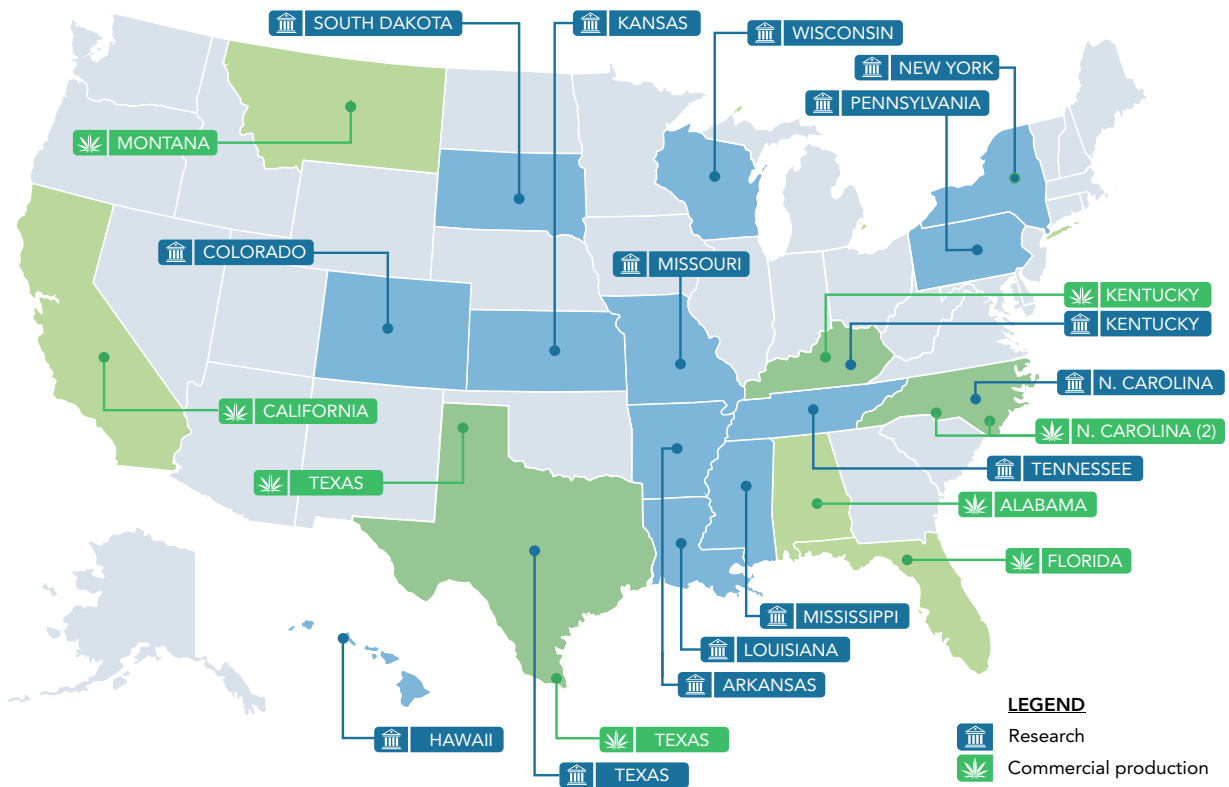 SOUTH DAKOTA
KANSAS
WISCONSIN
NEW YORK
PENNSYLVANIA
MONTANA
COLORADO
MISSOURI
KENTUCKY
KENTUCKY
N. CAROLINA
CALIFORNIA
N. CAROLINA (2)
TENNESSEE
TEXAS
ALABAMA
FLORIDA
MISSISSIPPI
LOUISIANA
ARKANSAS
HAWAII
TEXAS
TEXAS
LEGEND
Research
Commercial production